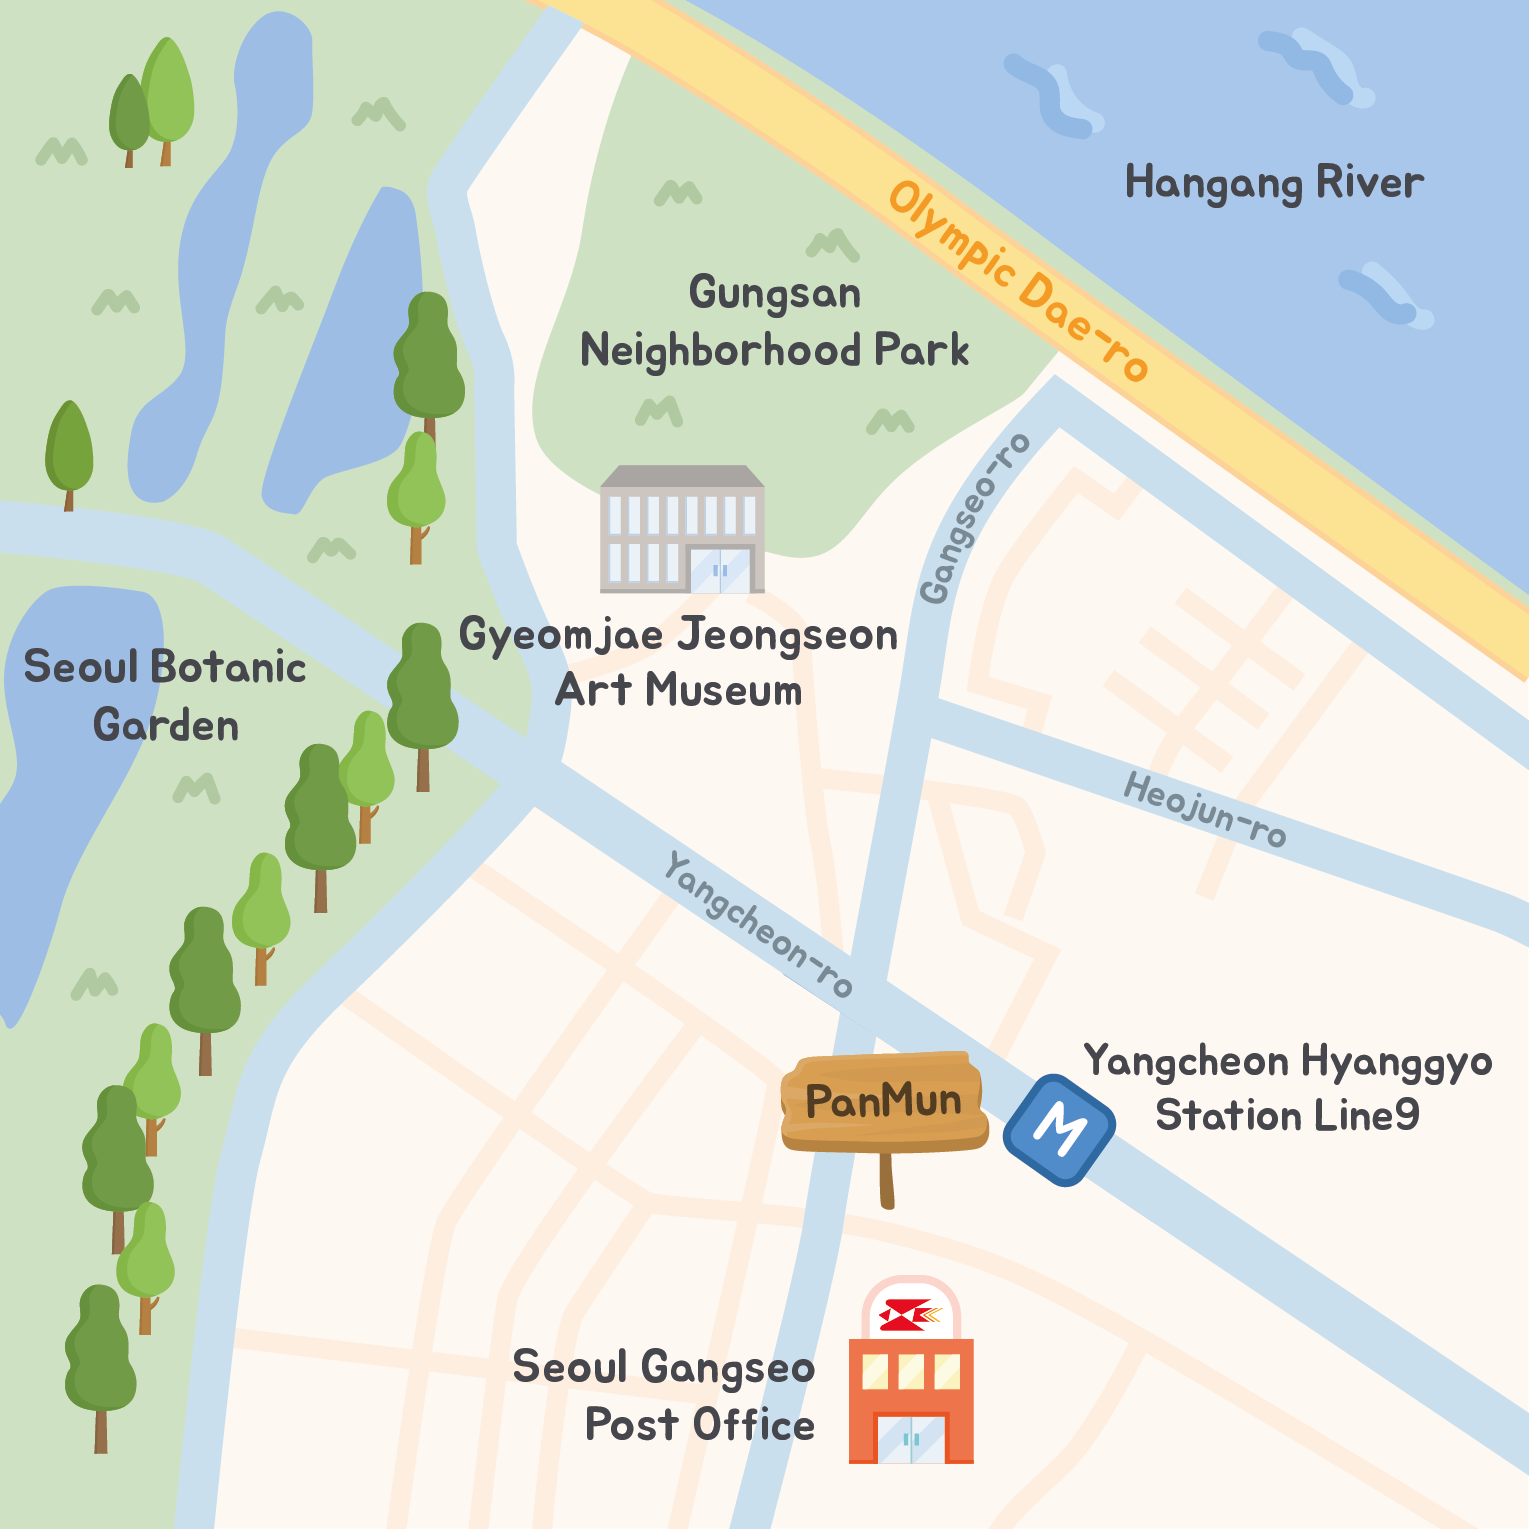 Hangang River
Olympic Dae-ro
Gungsan
Neighborhood Park
Gangseo-ro
Gyeomjae Jeongseon
Art Museum
Seoul Botanic
Garden
Heojun-ro
Yangcheon-ro
Yangcheon Hyanggyo
Station Line9
PanMun
M
Seoul Gangseo
Post Office